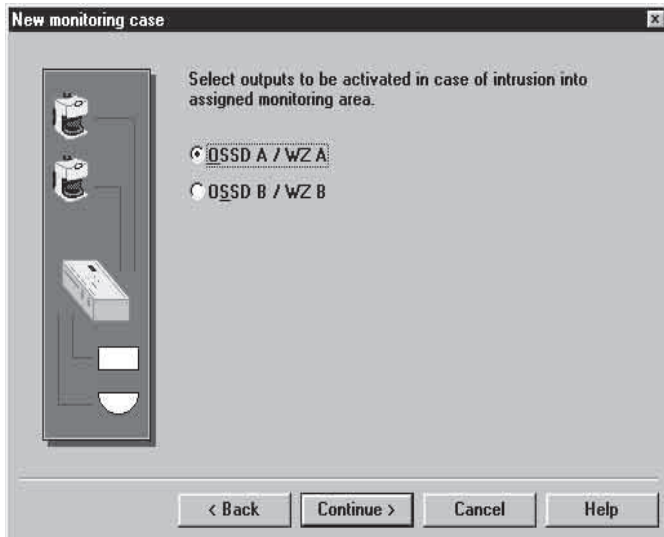 New monitoring case
Select outputs to be activated in case of intrusion into
assigned monitoring area.
OSSD A / WZ A
OSSD B / WZ B
< Back
Continue >
Cancel
Help